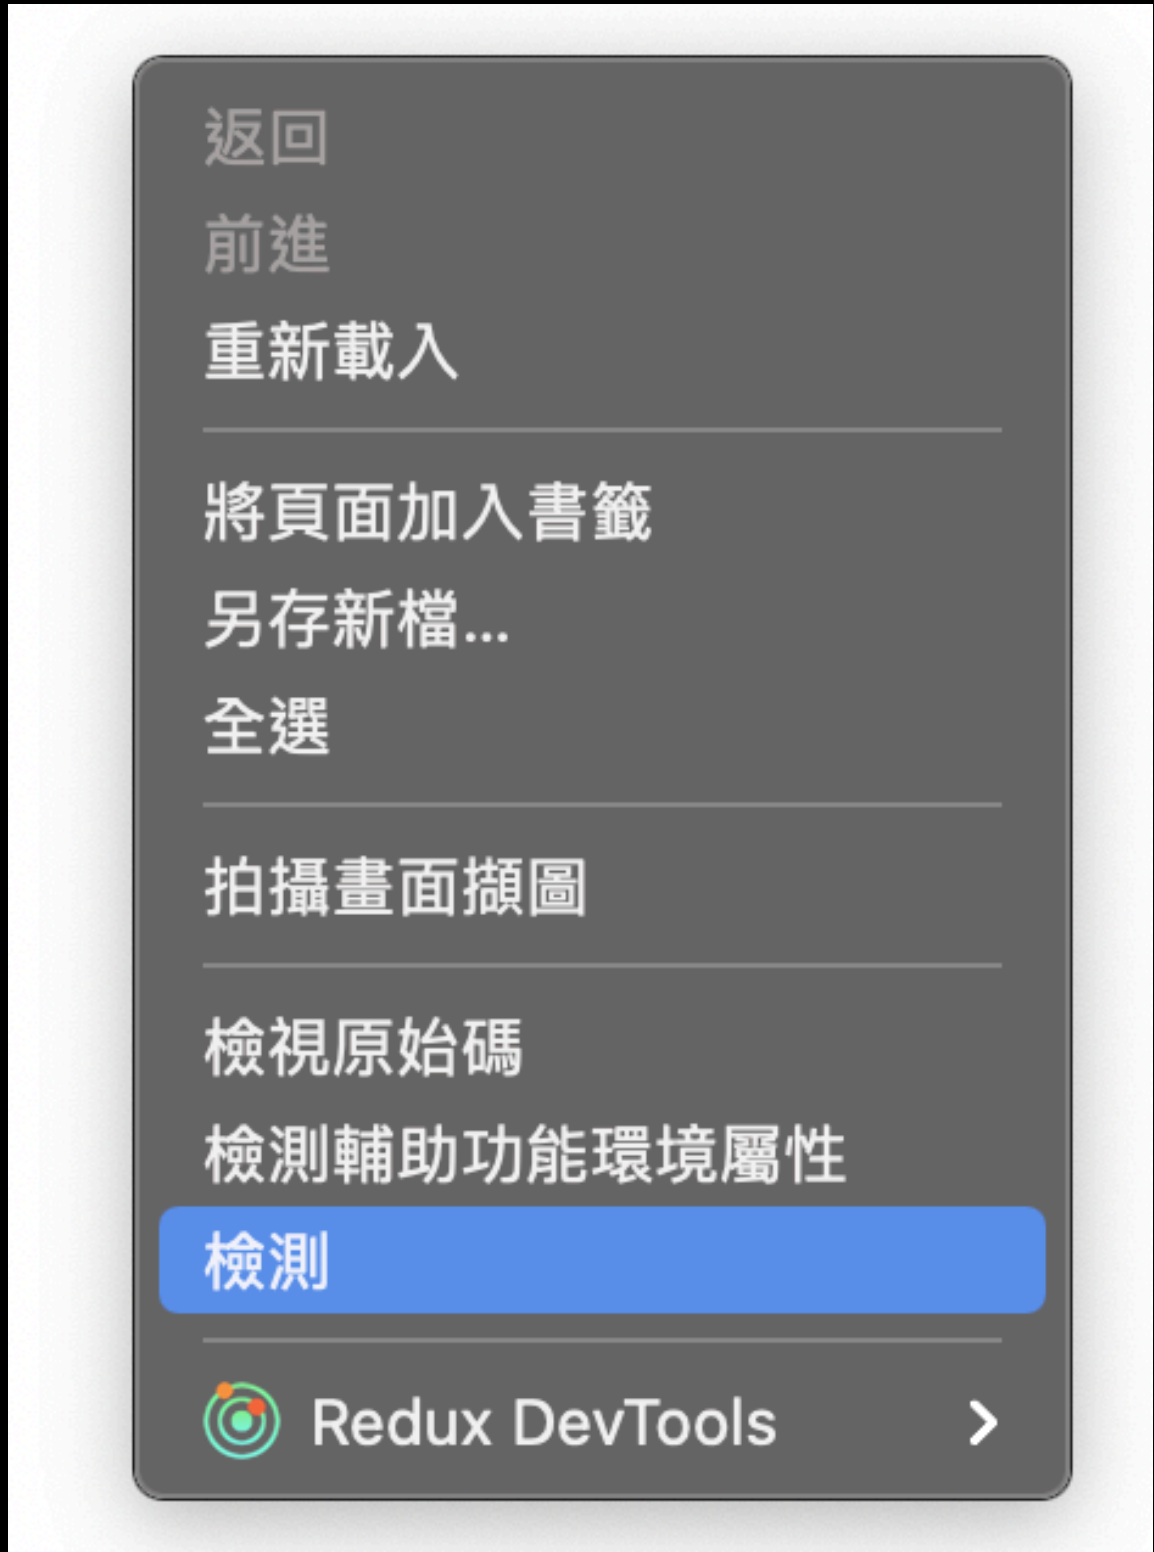 返回
前進
重新載入
將頁面加入書籤
另存新檔...
全選
拍攝畫面擷圖
檢視原始碼
檢測輔助功能環境屬性
檢測
Redux DevTools